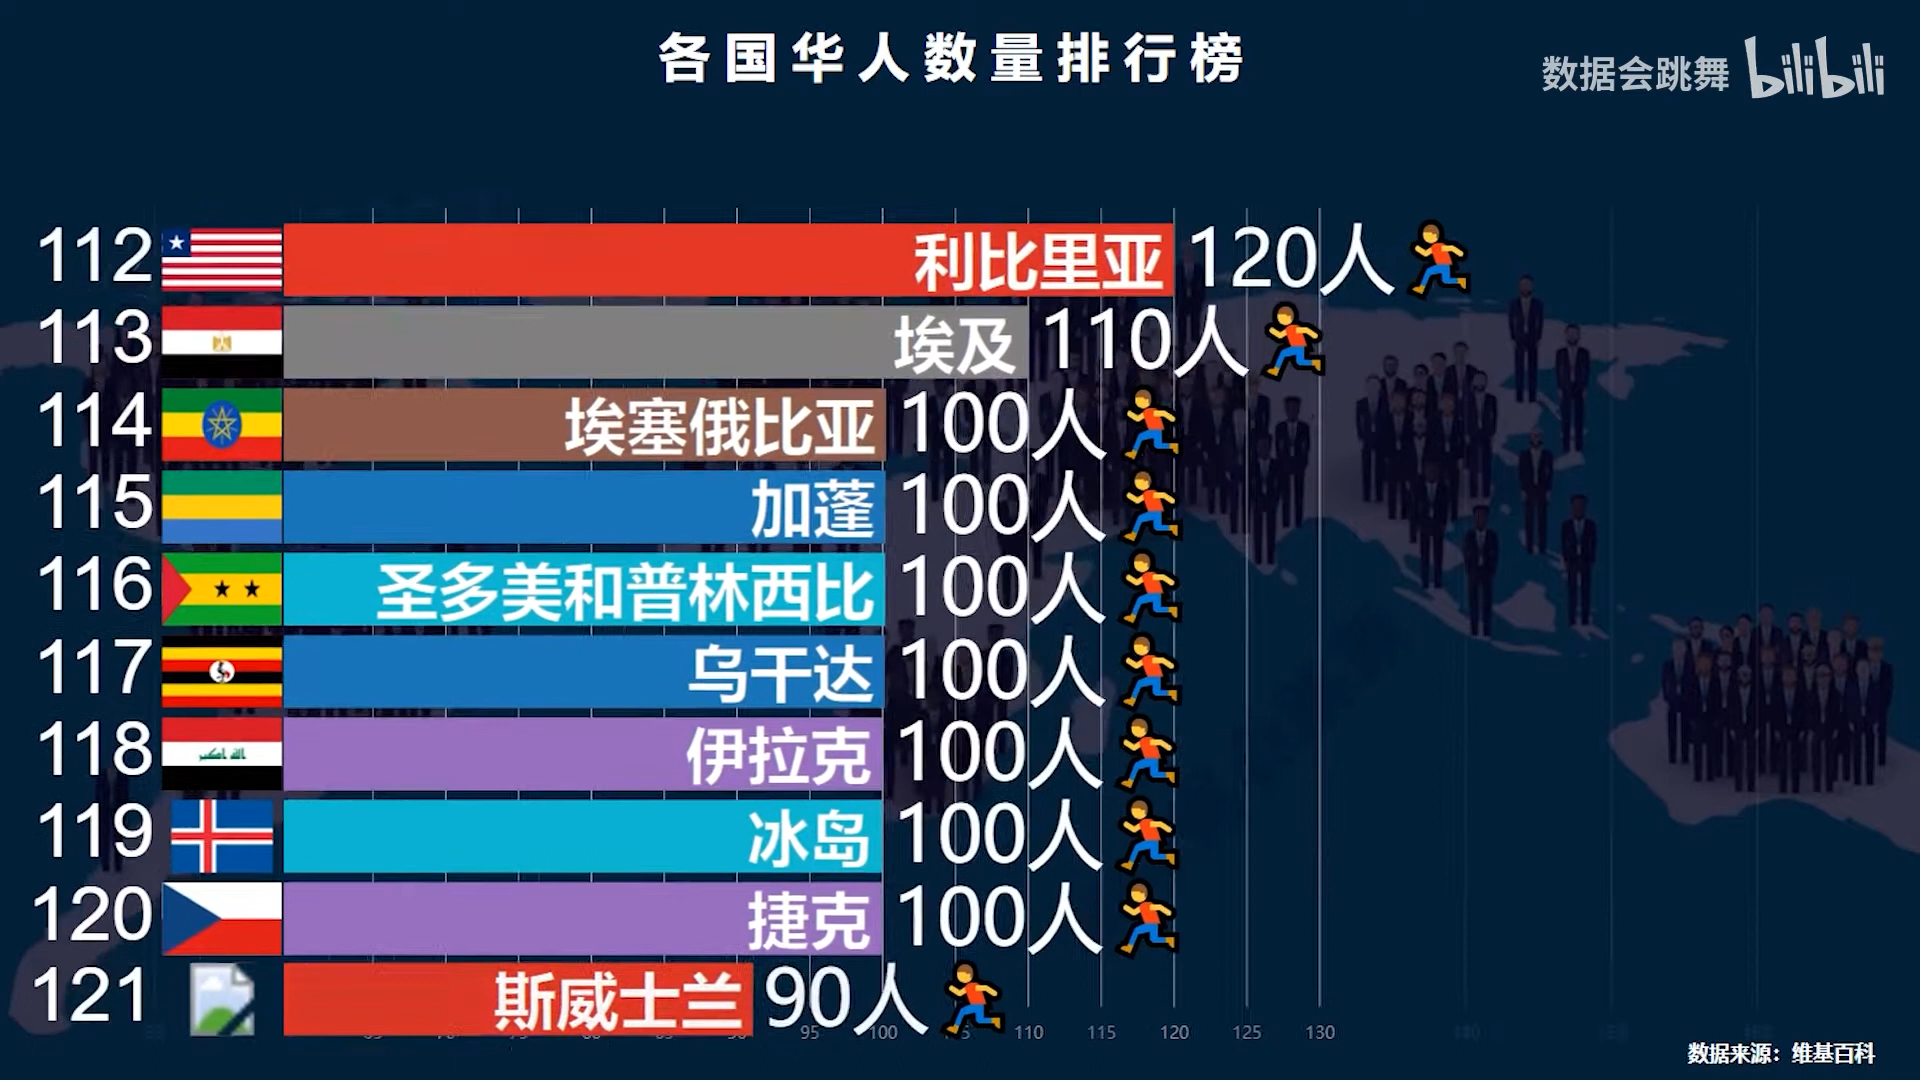 各国华人数量排行榜
数据会跳舞 bilibili
112 利比里亚 120人
113 埃及 110人
114 埃塞俄比亚 100人
115 加蓬 100人
116 圣多美和普林西比 100人
117 乌干达 100人
118 伊拉克 100人
119 冰岛 100人
120 捷克 100人
121 斯威士兰 90人
95 100 110 115 120 125 130
数据来源：维基百科